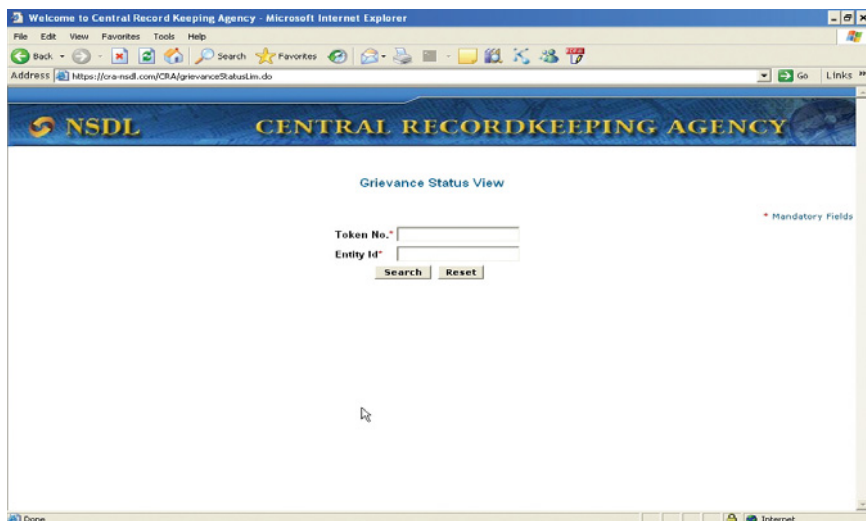 Welcome to Central Record Keeping Agency - Microsoft Internet Explorer
File Edit View Favorites Tools Help
Back Search Favorites
Address https://cra-nsdl.com/CRA/grievanceStatusLim.do Go Links »
NSDL CENTRAL RECORDKEEPING AGENCY
Grievance Status View
* Mandatory Fields
Token No.*
Entity Id*
Search Reset
Done Internet